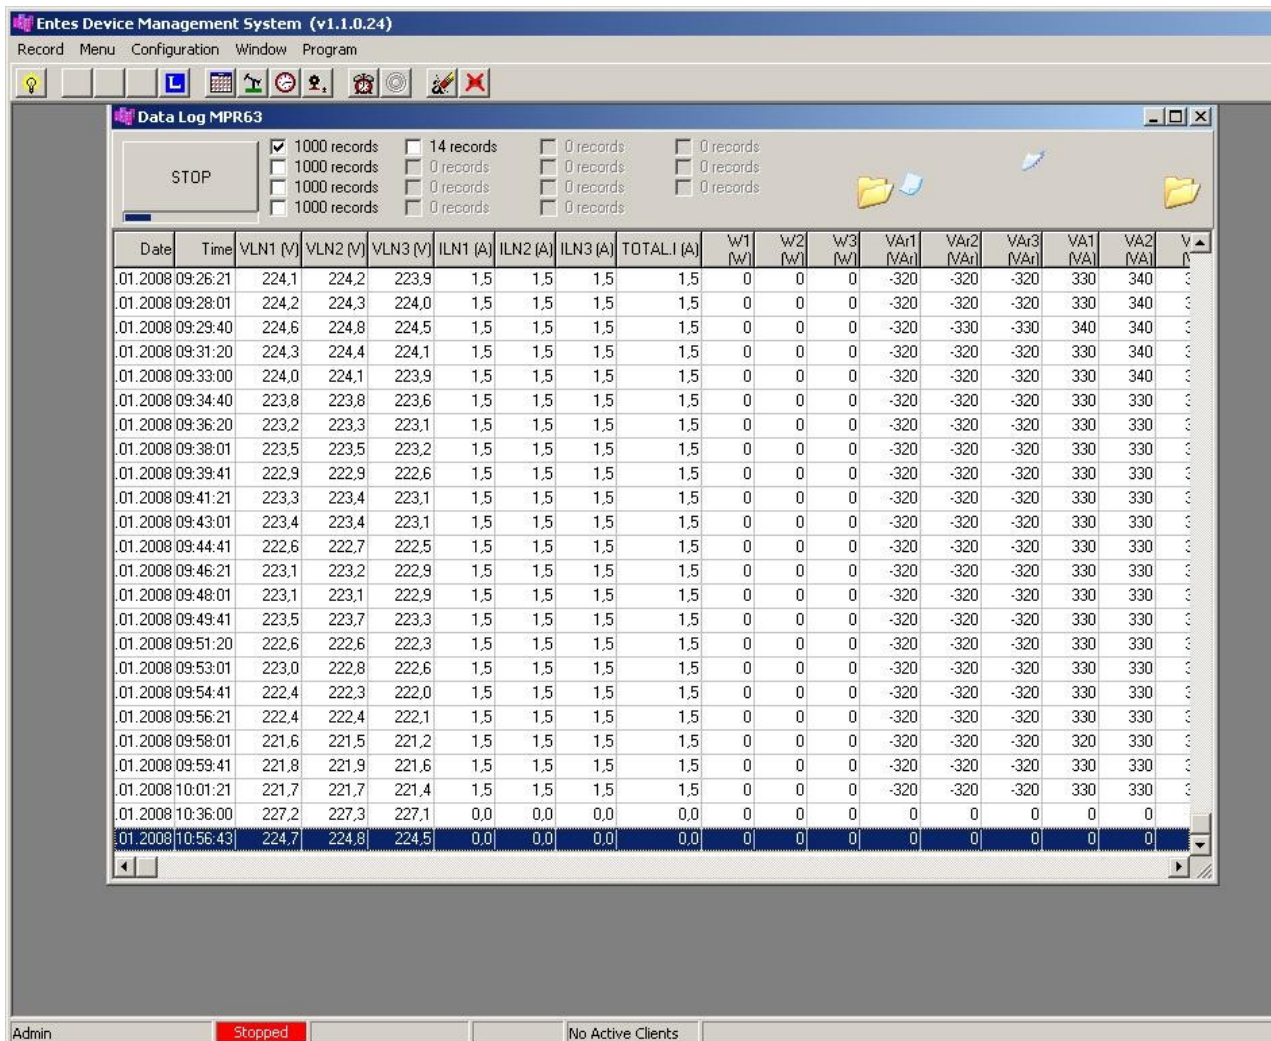 Entes Device Management System (v1.1.0.24)
Record Menu Configuration Window Program
L
Data Log MPR63
STOP
1000 records 14 records 0 records 0 records
1000 records 0 records 0 records 0 records
1000 records 0 records 0 records 0 records
1000 records 0 records 0 records
Date Time VLN1 (V) VLN2 (V) VLN3 (V) ILN1 (A) ILN2 (A) ILN3 (A) TOTAL.I (A) W1 (W) W2 (W) W3 (W) VAr1 (VAr) VAr2 (VAr) VAr3 (VAr) VA1 (VA) VA2 (VA)
.01.2008 09:26:21 224,1 224,2 223,9 1,5 1,5 1,5 1,5 0 0 0 -320 -320 -320 330 340
.01.2008 09:28:01 224,2 224,3 224,0 1,5 1,5 1,5 1,5 0 0 0 -320 -320 -320 330 340
.01.2008 09:29:40 224,6 224,8 224,5 1,5 1,5 1,5 1,5 0 0 0 -320 -330 -330 340 340
.01.2008 09:31:20 224,3 224,4 224,1 1,5 1,5 1,5 1,5 0 0 0 -320 -320 -320 330 340
.01.2008 09:33:00 224,0 224,1 223,9 1,5 1,5 1,5 1,5 0 0 0 -320 -320 -320 330 340
.01.2008 09:34:40 223,8 223,8 223,6 1,5 1,5 1,5 1,5 0 0 0 -320 -320 -320 330 330
.01.2008 09:36:20 223,2 223,3 223,1 1,5 1,5 1,5 1,5 0 0 0 -320 -320 -320 330 330
.01.2008 09:38:01 223,5 223,5 223,2 1,5 1,5 1,5 1,5 0 0 0 -320 -320 -320 330 330
.01.2008 09:39:41 222,9 222,9 222,6 1,5 1,5 1,5 1,5 0 0 0 -320 -320 -320 330 330
.01.2008 09:41:21 223,3 223,4 223,1 1,5 1,5 1,5 1,5 0 0 0 -320 -320 -320 330 330
.01.2008 09:43:01 223,4 223,4 223,1 1,5 1,5 1,5 1,5 0 0 0 -320 -320 -320 330 330
.01.2008 09:44:41 222,6 222,7 222,5 1,5 1,5 1,5 1,5 0 0 0 -320 -320 -320 330 330
.01.2008 09:46:21 223,1 223,2 222,9 1,5 1,5 1,5 1,5 0 0 0 -320 -320 -320 330 330
.01.2008 09:48:01 223,1 223,1 222,9 1,5 1,5 1,5 1,5 0 0 0 -320 -320 -320 330 330
.01.2008 09:49:41 223,5 223,7 223,3 1,5 1,5 1,5 1,5 0 0 0 -320 -320 -320 330 330
.01.2008 09:51:20 222,6 222,6 222,3 1,5 1,5 1,5 1,5 0 0 0 -320 -320 -320 330 330
.01.2008 09:53:01 223,0 222,8 222,6 1,5 1,5 1,5 1,5 0 0 0 -320 -320 -320 330 330
.01.2008 09:54:41 222,4 222,3 222,0 1,5 1,5 1,5 1,5 0 0 0 -320 -320 -320 330 330
.01.2008 09:56:21 222,4 222,4 222,1 1,5 1,5 1,5 1,5 0 0 0 -320 -320 -320 330 330
.01.2008 09:58:01 221,6 221,5 221,2 1,5 1,5 1,5 1,5 0 0 0 -320 -320 -320 320 330
.01.2008 09:59:41 221,8 221,9 221,6 1,5 1,5 1,5 1,5 0 0 0 -320 -320 -320 330 330
.01.2008 10:01:21 221,7 221,7 221,4 1,5 1,5 1,5 1,5 0 0 0 -320 -320 -320 330 330
.01.2008 10:36:00 227,2 227,3 227,1 0,0 0,0 0,0 0,0 0 0 0 0 0 0 0 0
.01.2008 10:56:43 224,7 224,8 224,5 0,0 0,0 0,0 0,0 0 0 0 0 0 0 0 0
Admin Stopped No Active Clients